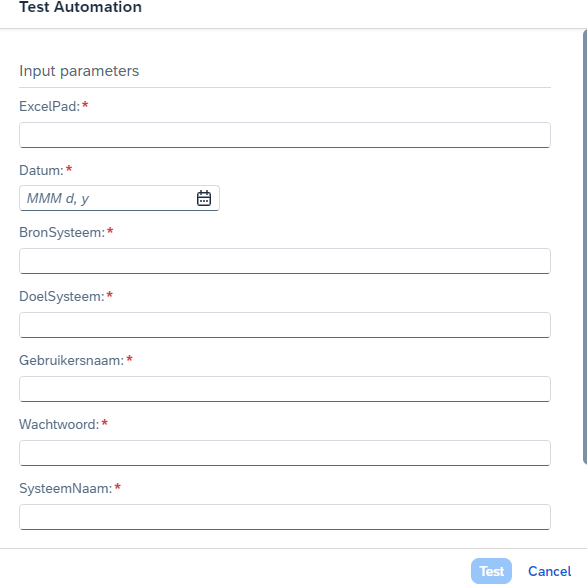 Test Automation
Input parameters
ExcelPad:*
Datum:*
MMM d, y
BronSysteem:*
DoelSysteem:*
Gebruikersnaam:*
Wachtwoord:*
SysteemNaam:*
Test Cancel